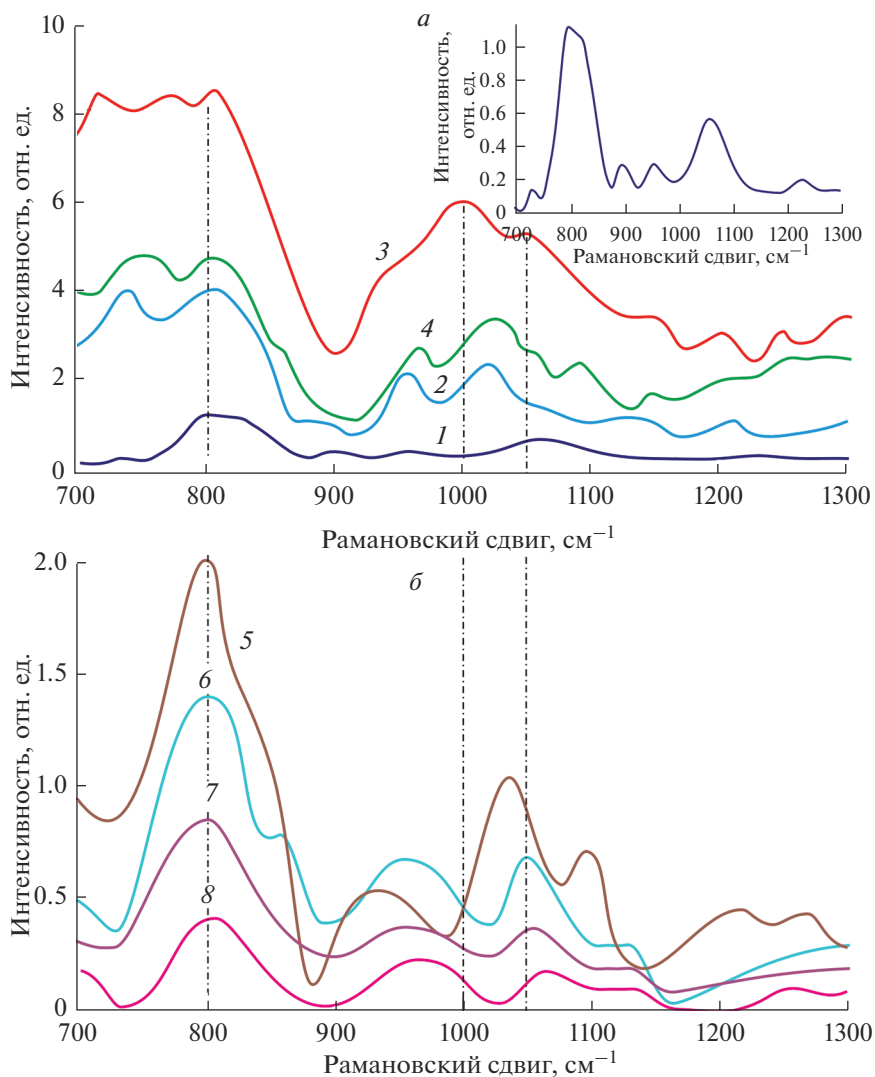 а
Интенсивность, отн. ед.
10
8
6
4
2
0
3
4
2
1
700 800 900 1000 1100 1200 1300
Рамановский сдвиг, см⁻¹
Интенсивность,
отн. ед.
1.0
0.8
0.6
0.4
0.2
0
700 800 900 1000 1100 1200 1300
Рамановский сдвиг, см⁻¹
б
Интенсивность, отн. ед.
2.0
1.5
1.0
0.5
0
5
6
7
8
700 800 900 1000 1100 1200 1300
Рамановский сдвиг, см⁻¹